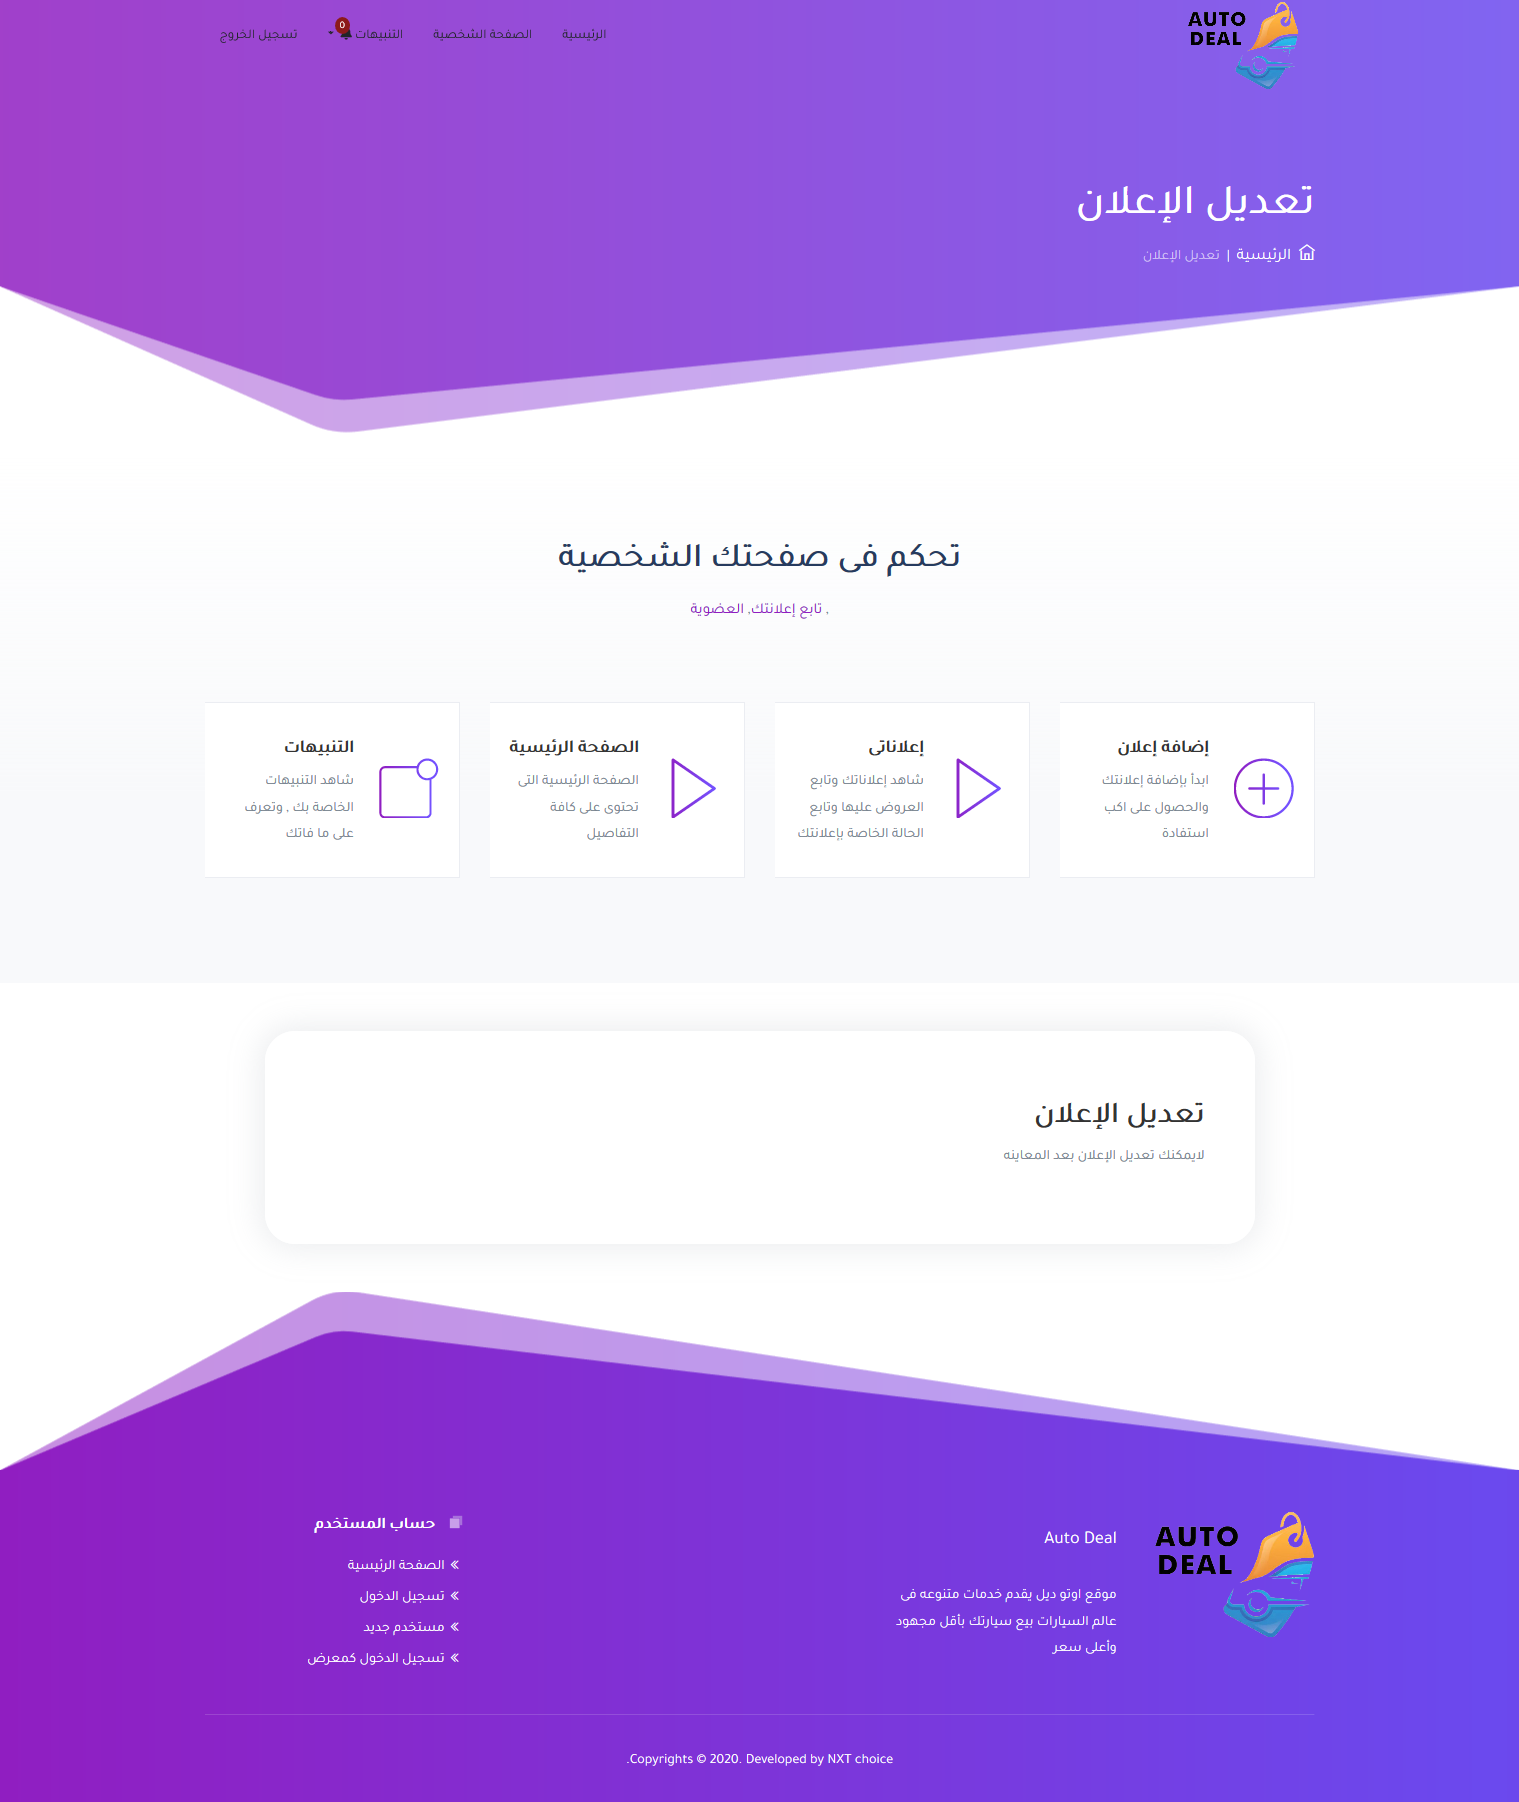 AUTO
DEAL
الرئيسية
الصفحة الشخصية
التنبيهات
0
تسجيل الخروج
تعديل الإعلان
الرئيسية | تعديل الإعلان
تحكم فى صفحتك الشخصية
, تابع إعلانتك, العضوية
إضافة إعلان
ابدأ بإضافة إعلانتك
والحصول على اكب
استفادة
إعلاناتى
شاهد إعلاناتك وتابع
العروض عليها وتابع
الحالة الخاصة بإعلانتك
الصفحة الرئيسية
الصفحة الرئيسية التى
تحتوى على كافة
التفاصيل
التنبيهات
شاهد التنبيهات
الخاصة بك , وتعرف
على ما فاتك
تعديل الإعلان
لايمكنك تعديل الإعلان بعد المعاينه
AUTO
DEAL
Auto Deal
موقع اوتو ديل يقدم خدمات متنوعه فى
عالم السيارات بيع سيارتك بأقل مجهود
وأعلى سعر
حساب المستخدم
الصفحة الرئيسية
تسجيل الدخول
مستخدم جديد
تسجيل الدخول كمعرض
.Copyrights © 2020. Developed by NXT choice